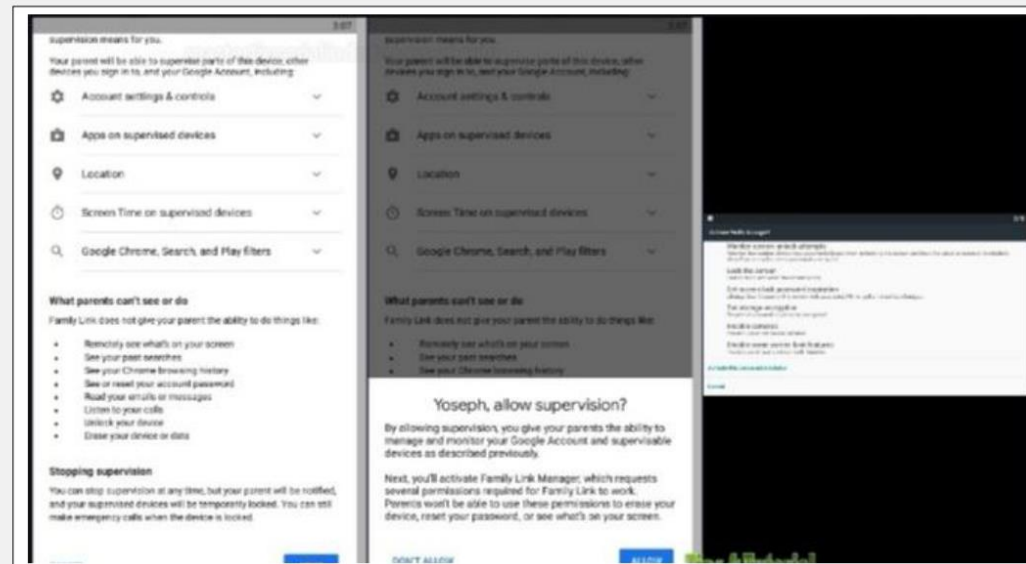 3:07
supervision means for you.
Your parent will be able to supervise parts of this device, other
devices you sign in to, and your Google Account, including:
Account settings & controls
Apps on supervised devices
Location
Screen Time on supervised devices
Google Chrome, Search, and Play filters
What parents can't see or do
Family Link does not give your parent the ability to do things like:
Remotely see what's on your screen
See your past searches
See your Chrome browsing history
See or reset your account password
Read your emails or messages
Listen to your calls
Unlock your device
Erase your device or data
Stopping supervision
You can stop supervision at any time, but your parent will be notified,
and your supervised devices will be temporarily locked. You can still
make emergency calls when the device is locked.
3:07
supervision means for you.
Your parent will be able to supervise parts of this device, other
devices you sign in to, and your Google Account, including:
Account settings & controls
Apps on supervised devices
Location
Screen Time on supervised devices
Google Chrome, Search, and Play filters
What parents can't see or do
Family Link does not give your parent the ability to do things like:
Remotely see what's on your screen
See your past searches
See your Chrome browsing history
Yoseph, allow supervision?
By allowing supervision, you give your parents the ability to
manage and monitor your Google Account and supervisable
devices as described previously.
Next, you'll activate Family Link Manager, which requests
several permissions required for Family Link to work.
Parents won't be able to use these permissions to erase your
device, reset your password, or see what's on your screen.
DON'T ALLOW
ALLOW
Monitor screen unlock attempts
Lock the screen
Set screen lock password expiration
Set storage encryption
Disable cameras
Disable some screen lock features
Cancel